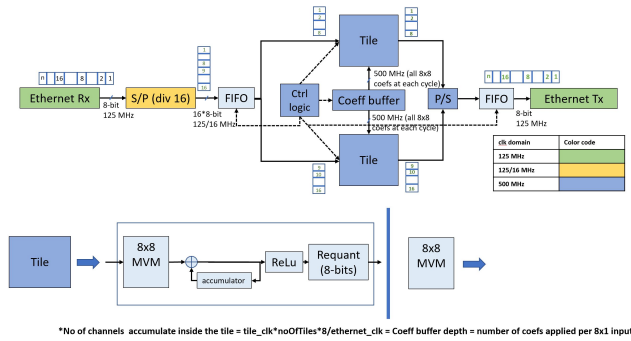 1
2
8
Tile
n 16 8 2 1
1
8
9
16
500 MHz (all 8x8
coefs at each cycle)
n 16 8 2 1
Ethernet Rx
S/P (div 16)
FIFO
Ctrl
logic
Coeff buffer
P/S
FIFO
Ethernet Tx
8-bit
125 MHz
16*8-bit
125/16 MHz
500 MHz (all 8x8
coefs at each cycle)
8-bit
125 MHz
Tile
9
10
16
9
10
16
clk domain Color code
125 MHz
125/16 MHz
500 MHz
Tile
8x8
MVM
accumulator
ReLu
Requant
(8-bits)
8x8
MVM
*No of channels accumulate inside the tile = tile_clk*noOfTiles*8/ethernet_clk = Coeff buffer depth = number of coefs applied per 8x1 input